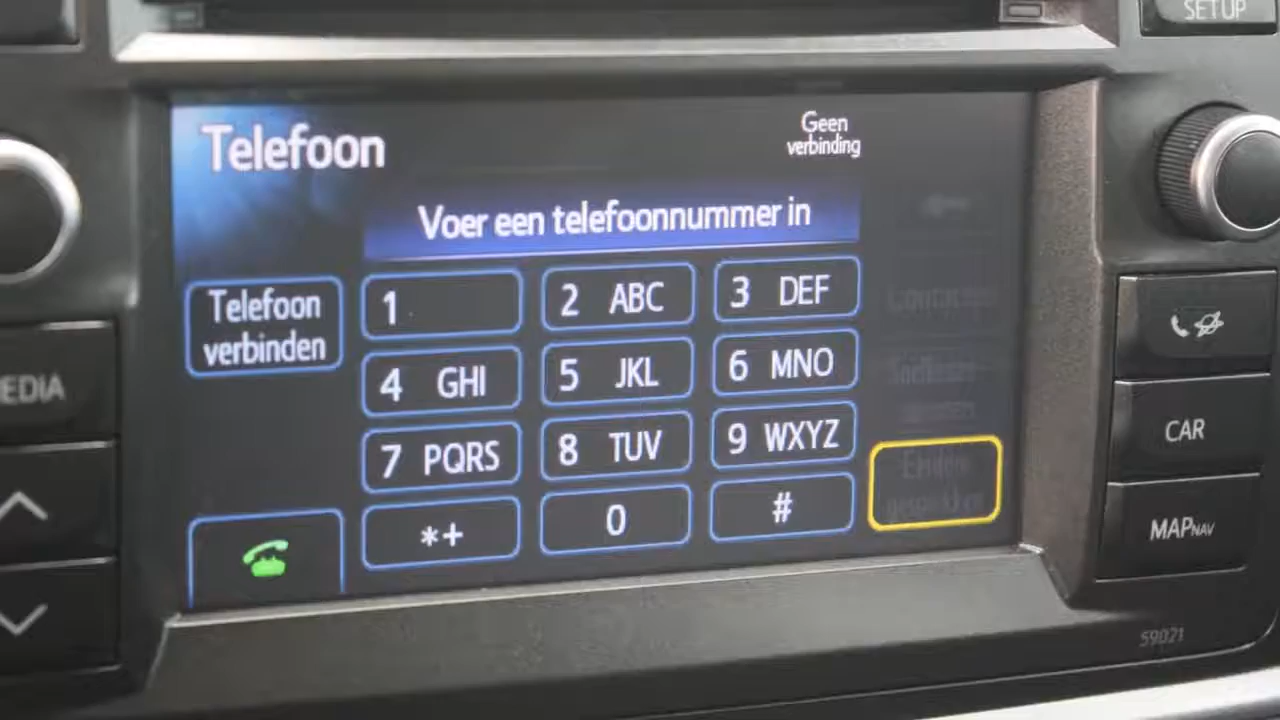 SETUP
Telefoon
Geen
verbinding
Voer een telefoonnummer in
Telefoon
verbinden
1
2 ABC
3 DEF
4 GHI
5 JKL
6 MNO
7 PQRS
8 TUV
9 WXYZ
*+
0
#
EDIA
CAR
MAPNAV
59021